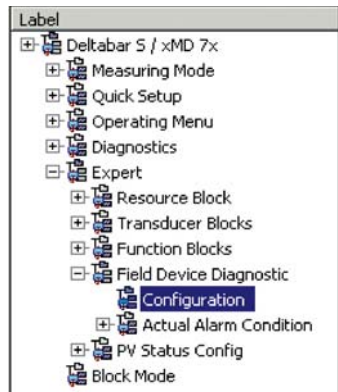 Label
Deltabar S / xMD 7x
Measuring Mode
Quick Setup
Operating Menu
Diagnostics
Expert
Resource Block
Transducer Blocks
Function Blocks
Field Device Diagnostic
Configuration
Actual Alarm Condition
PV Status Config
Block Mode